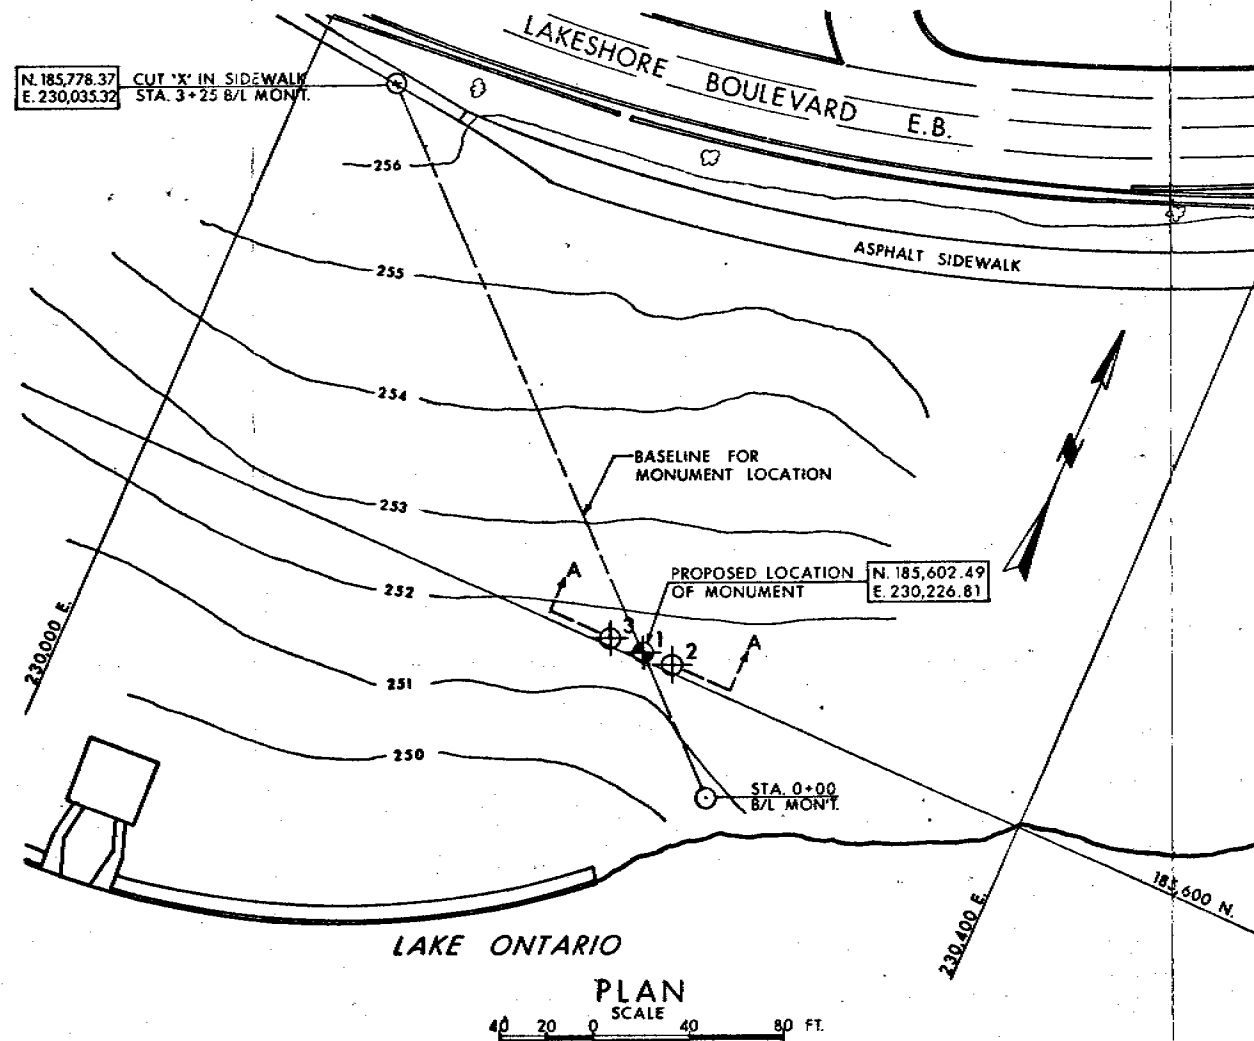 LAKESHORE BOULEVARD E.B.
N. 185,778.37
E. 230,035.32
CUT 'X' IN SIDEWALK
STA. 3+25 B/L MON'T.
256
ASPHALT SIDEWALK
255
254
N
BASELINE FOR
MONUMENT LOCATION
253
A
PROPOSED LOCATION
OF MONUMENT
N. 185,602.49
E. 230,226.81
252
3
1
2
A
230,000 E.
251
250
STA. 0+00
B/L MON'T.
185,600 N.
230,400 E.
LAKE ONTARIO
PLAN
SCALE
40 20 0 40 80 FT.